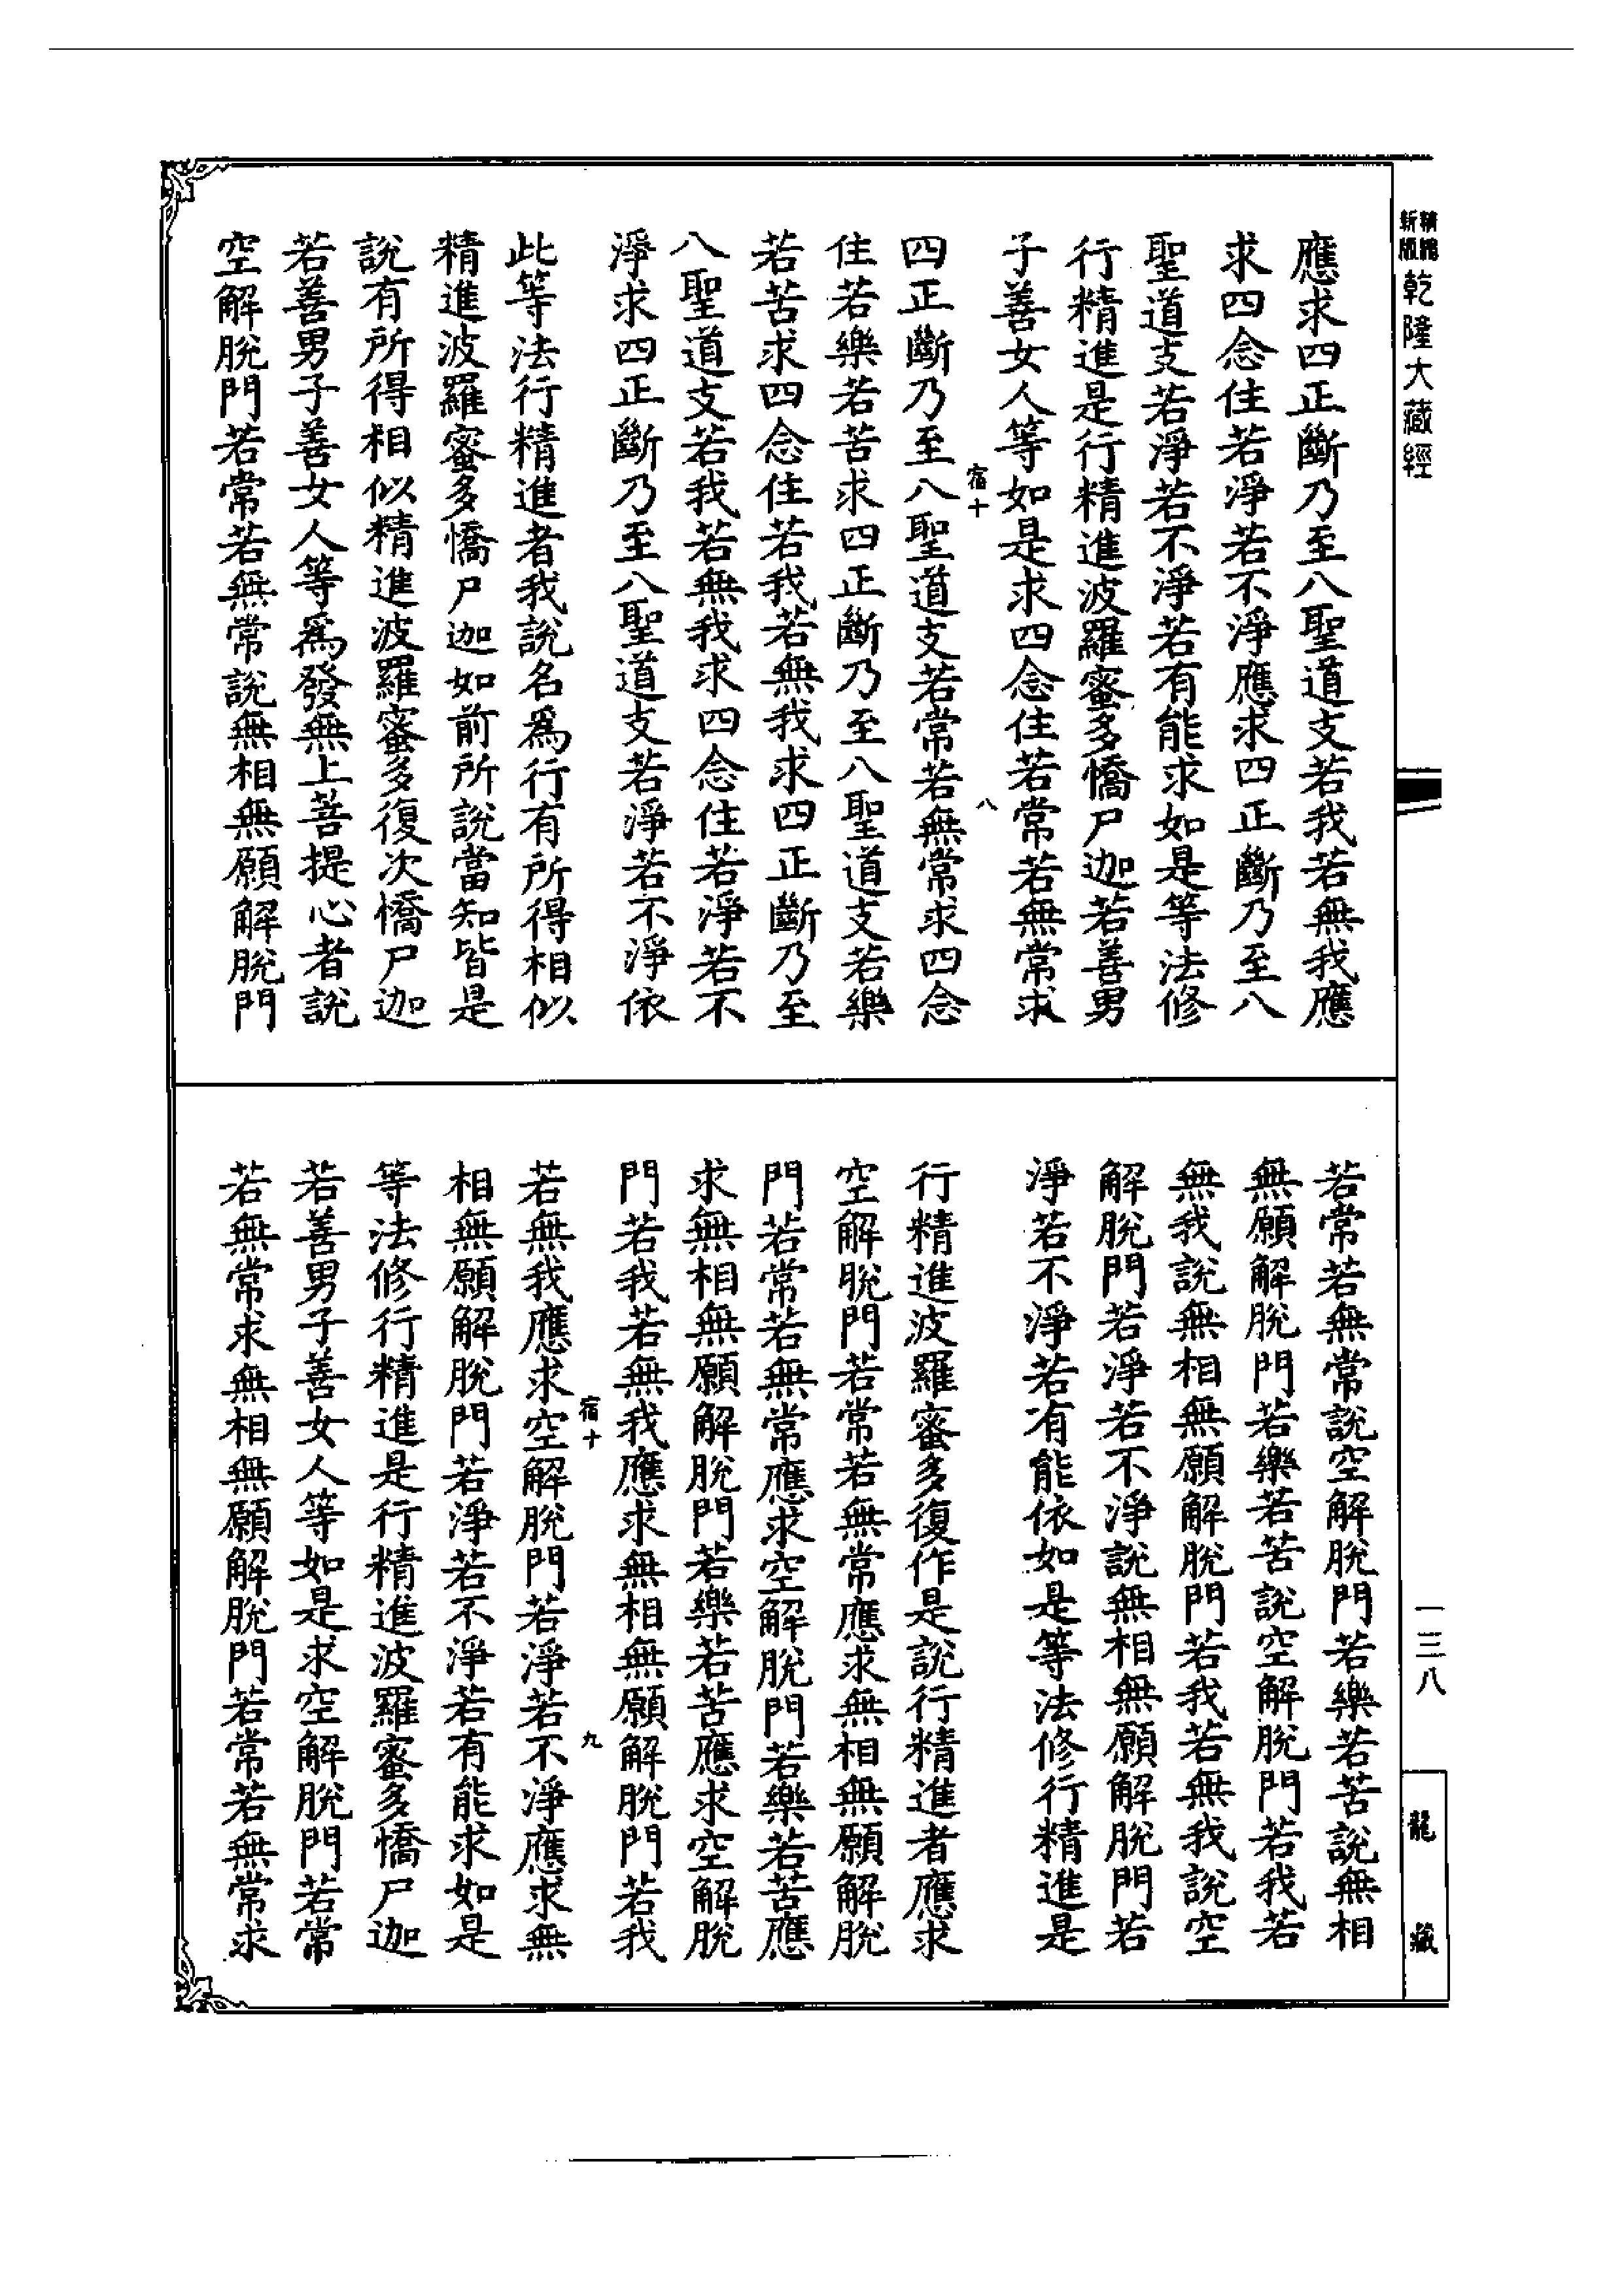 精縮新版乾隆大藏經
應求四正斷乃至八聖道支若我若無我應
求四念住若淨若不淨應求四正斷乃至八
聖道支若淨若不淨若有能求如是等法修
行精進是行精進波羅蜜多憍尸迦若善男
子善女人等如是求四念住若常若無常求
宿十
八
四正斷乃至八聖道支若常若無常求四念
住若樂若苦求四正斷乃至八聖道支若樂
若苦求四念住若我若無我求四正斷乃至
八聖道支若我若無我求四念住若淨若不
淨求四正斷乃至八聖道支若淨若不淨依
此等法行精進者我說名爲行有所得相似
精進波羅蜜多憍尸迦如前所說當知皆是
說有所得相似精進波羅蜜多復次憍尸迦
若善男子善女人等爲發無上菩提心者說
空解脫門若常若無常說無相無願解脫門
一三八
龍藏
若常若無常說空解脫門若樂若苦說無相
無願解脫門若樂若苦說空解脫門若我若
無我說無相無願解脫門若我若無我說空
解脫門若淨若不淨說無相無願解脫門若
淨若不淨若有能依如是等法修行精進是
行精進波羅蜜多復作是說行精進者應求
空解脫門若常若無常應求無相無願解脫
門若常若無常應求空解脫門若樂若苦應
求無相無願解脫門若樂若苦應求空解脫
門若我若無我應求無相無願解脫門若我
宿十
九
若無我應求空解脫門若淨若不淨應求無
相無願解脫門若淨若不淨若有能求如是
等法修行精進是行精進波羅蜜多憍尸迦
若善男子善女人等如是求空解脫門若常
若無常求無相無願解脫門若常若無常求